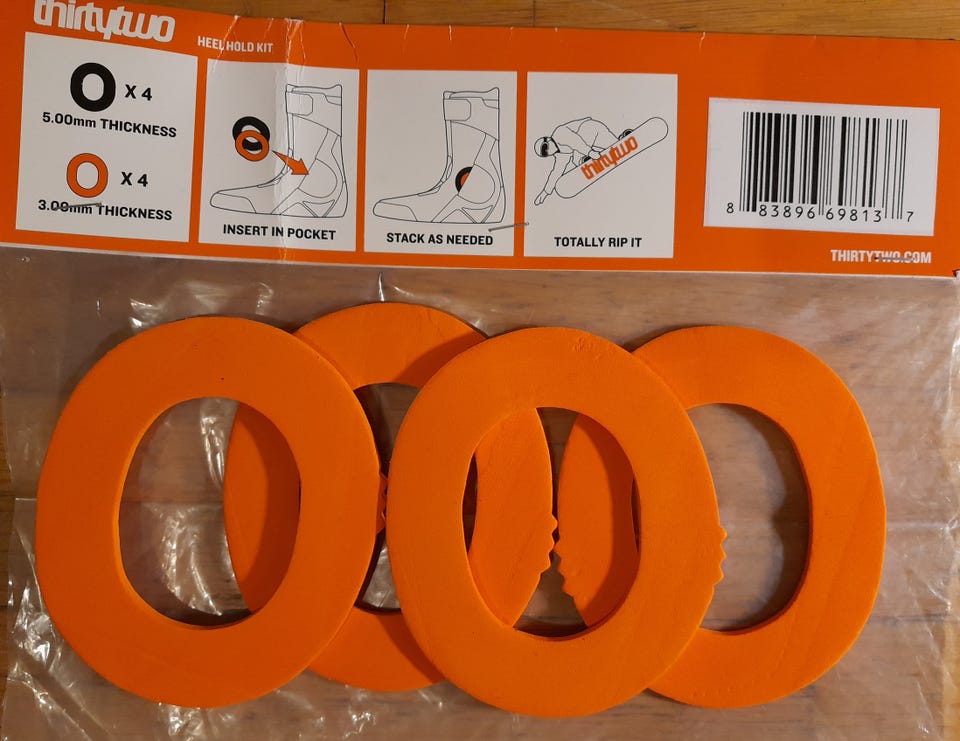 thirtytwo
HEEL HOLD KIT
O X 4
5.00mm THICKNESS
O X 4
3.00mm THICKNESS
INSERT IN POCKET
STACK AS NEEDED
thirtytwo
TOTALLY RIP IT
8 83896 69813 7
THIRTYTWO.COM